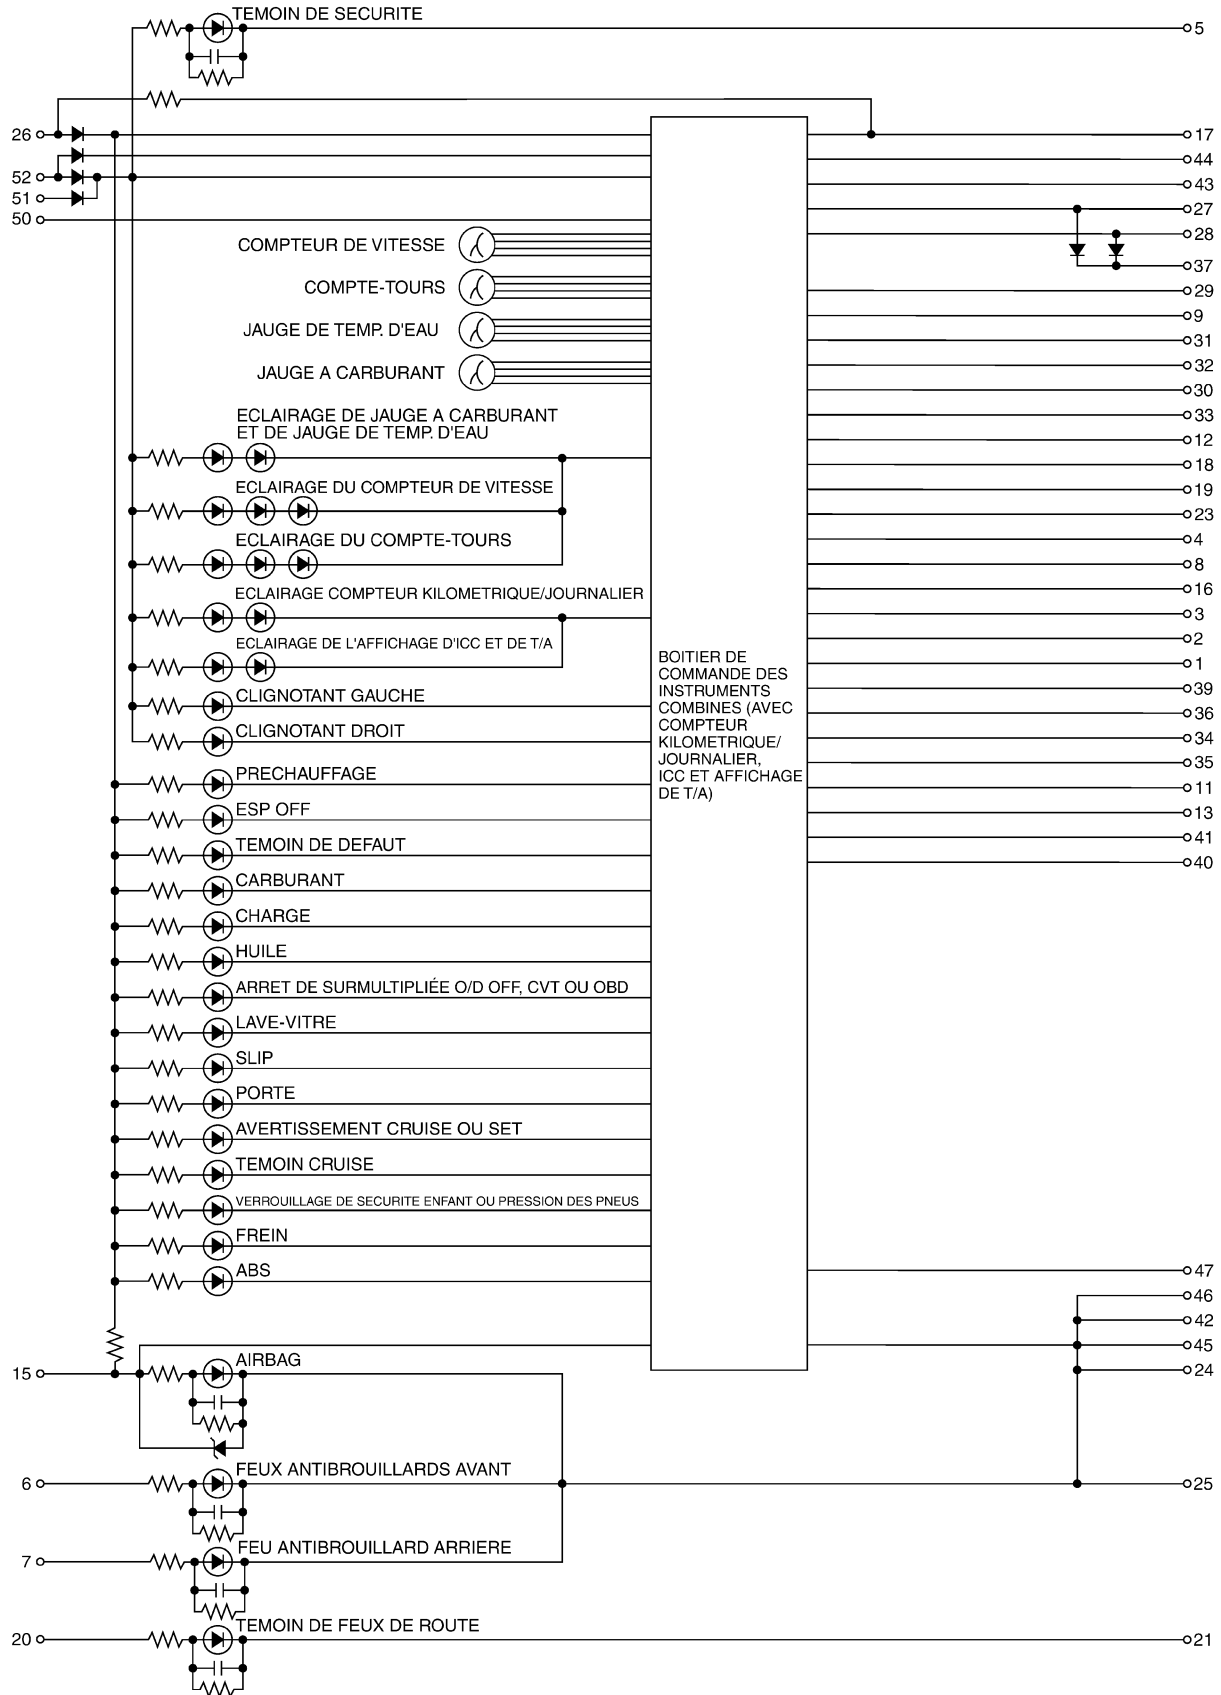 TEMOIN DE SECURITE
5
26
17
44
52
43
51
27
50
28
COMPTEUR DE VITESSE
37
COMPTE-TOURS
29
9
JAUGE DE TEMP. D'EAU
31
JAUGE A CARBURANT
32
30
ECLAIRAGE DE JAUGE A CARBURANT
ET DE JAUGE DE TEMP. D'EAU
33
12
18
ECLAIRAGE DU COMPTEUR DE VITESSE
19
23
ECLAIRAGE DU COMPTE-TOURS
4
8
ECLAIRAGE COMPTEUR KILOMETRIQUE/JOURNALIER
16
3
ECLAIRAGE DE L'AFFICHAGE D'ICC ET DE T/A
2
BOITIER DE
COMMANDE DES
INSTRUMENTS
COMBINES (AVEC
COMPTEUR
KILOMETRIQUE/
JOURNALIER,
ICC ET AFFICHAGE
DE T/A)
1
39
CLIGNOTANT GAUCHE
36
CLIGNOTANT DROIT
34
35
PRECHAUFFAGE
11
ESP OFF
13
TEMOIN DE DEFAUT
41
40
CARBURANT
CHARGE
HUILE
ARRET DE SURMULTIPLIÉE O/D OFF, CVT OU OBD
LAVE-VITRE
SLIP
PORTE
AVERTISSEMENT CRUISE OU SET
TEMOIN CRUISE
VERROUILLAGE DE SECURITE ENFANT OU PRESSION DES PNEUS
FREIN
ABS
47
46
42
45
AIRBAG
15
24
FEUX ANTIBROUILLARDS AVANT
6
25
FEU ANTIBROUILLARD ARRIERE
7
TEMOIN DE FEUX DE ROUTE
20
21